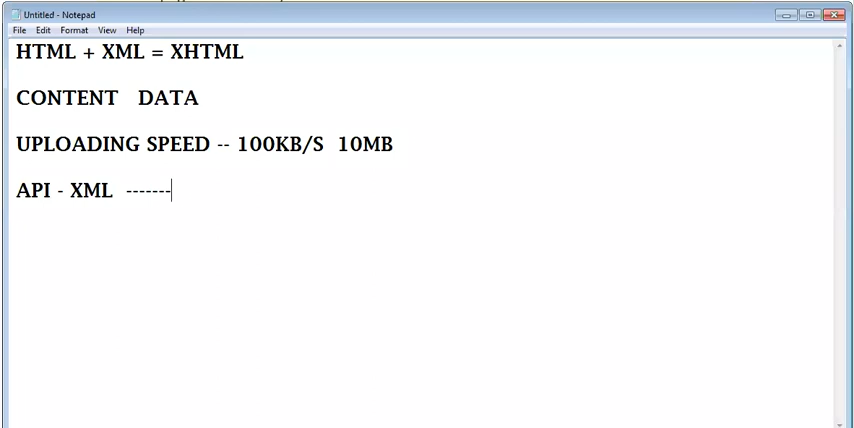 Untitled - Notepad
File Edit Format View Help
HTML + XML = XHTML
CONTENT DATA
UPLOADING SPEED -- 100KB/S 10MB
API - XML -------